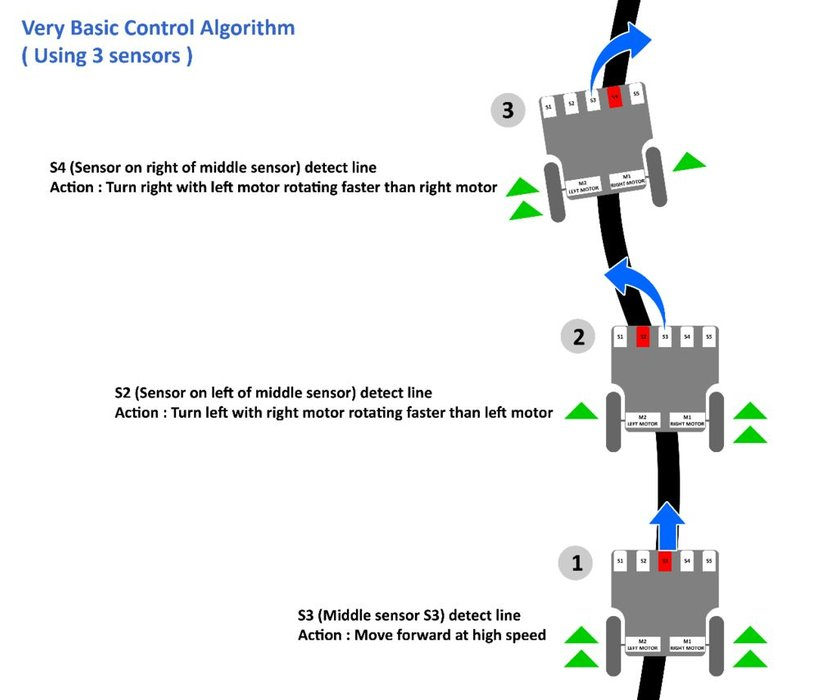 Very Basic Control Algorithm
( Using 3 sensors )
3
S1 S2 S3 S4 S5
S4 (Sensor on right of middle sensor) detect line
Action : Turn right with left motor rotating faster than right motor
M2
LEFT MOTOR
M1
RIGHT MOTOR
2
S1 S2 S3 S4 S5
S2 (Sensor on left of middle sensor) detect line
Action : Turn left with right motor rotating faster than left motor
M2
LEFT MOTOR
M1
RIGHT MOTOR
1
S1 S2 S3 S4 S5
S3 (Middle sensor S3) detect line
Action : Move forward at high speed
M2
LEFT MOTOR
M1
RIGHT MOTOR